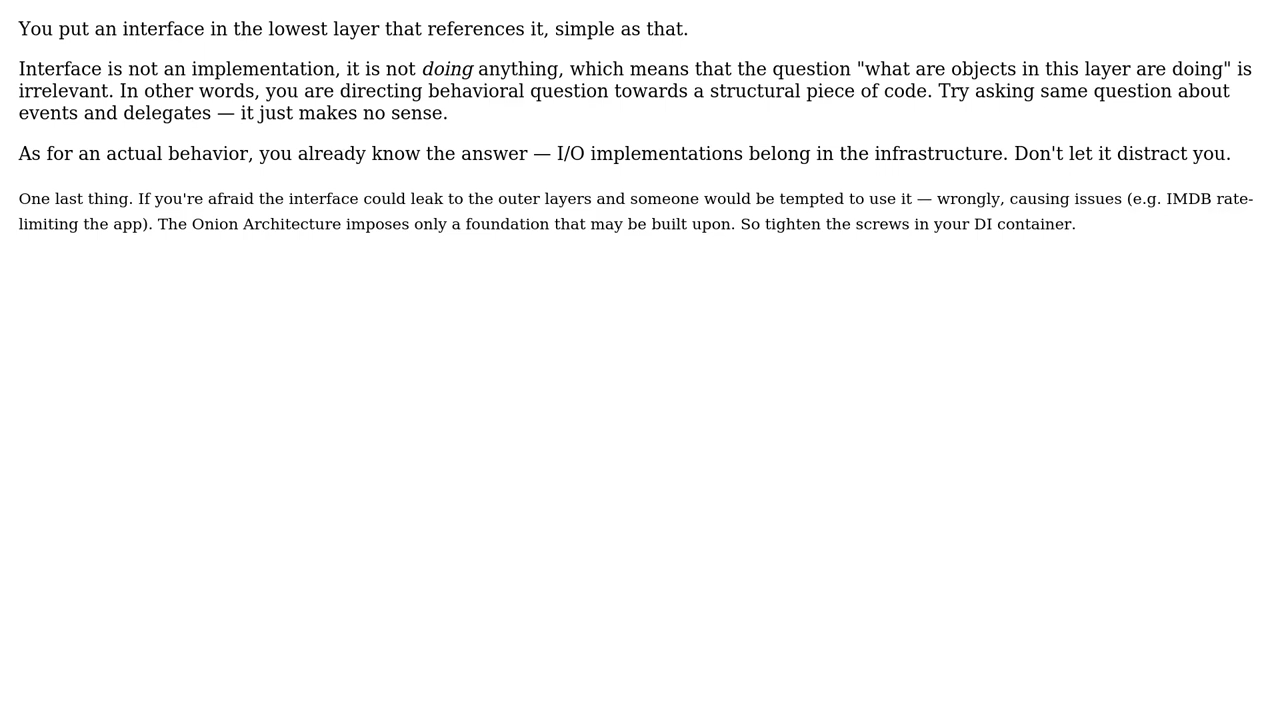 You put an interface in the lowest layer that references it, simple as that.
Interface is not an implementation, it is not doing anything, which means that the question "what are objects in this layer are doing" is
irrelevant. In other words, you are directing behavioral question towards a structural piece of code. Try asking same question about
events and delegates — it just makes no sense.
As for an actual behavior, you already know the answer — I/O implementations belong in the infrastructure. Don't let it distract you.
One last thing. If you're afraid the interface could leak to the outer layers and someone would be tempted to use it — wrongly, causing issues (e.g. IMDB rate-
limiting the app). The Onion Architecture imposes only a foundation that may be built upon. So tighten the screws in your DI container.